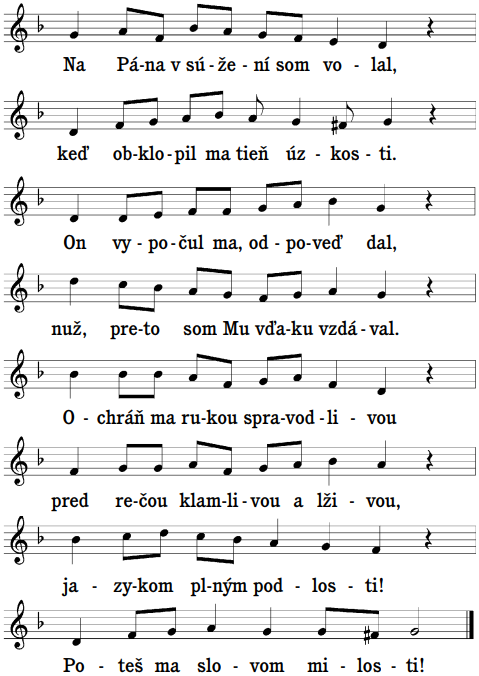 Na Pá-na v sú-že-ní som vo-lal,
keď ob-klo-pil ma tieň úz-kos-ti.
On vy-po-čul ma, od-po-veď dal,
nuž, pre-to som Mu vďa-ku vzdá-val.
O-chráň ma ru-kou spra-vod-li-vou
pred re-čou klam-li-vou a lži-vou,
ja-zy-kom pl-ným pod-los-ti!
Po-teš ma slo-vom mi-los-ti!